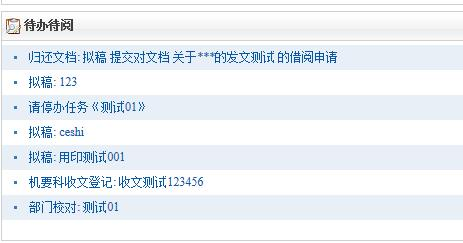 待办待阅
归还文档: 拟稿 提交对文档 关于***的发文测试 的借阅申请
拟稿: 123
请停办任务《测试01》
拟稿: ceshi
拟稿: 用印测试001
机要科收文登记: 收文测试123456
部门校对: 测试01